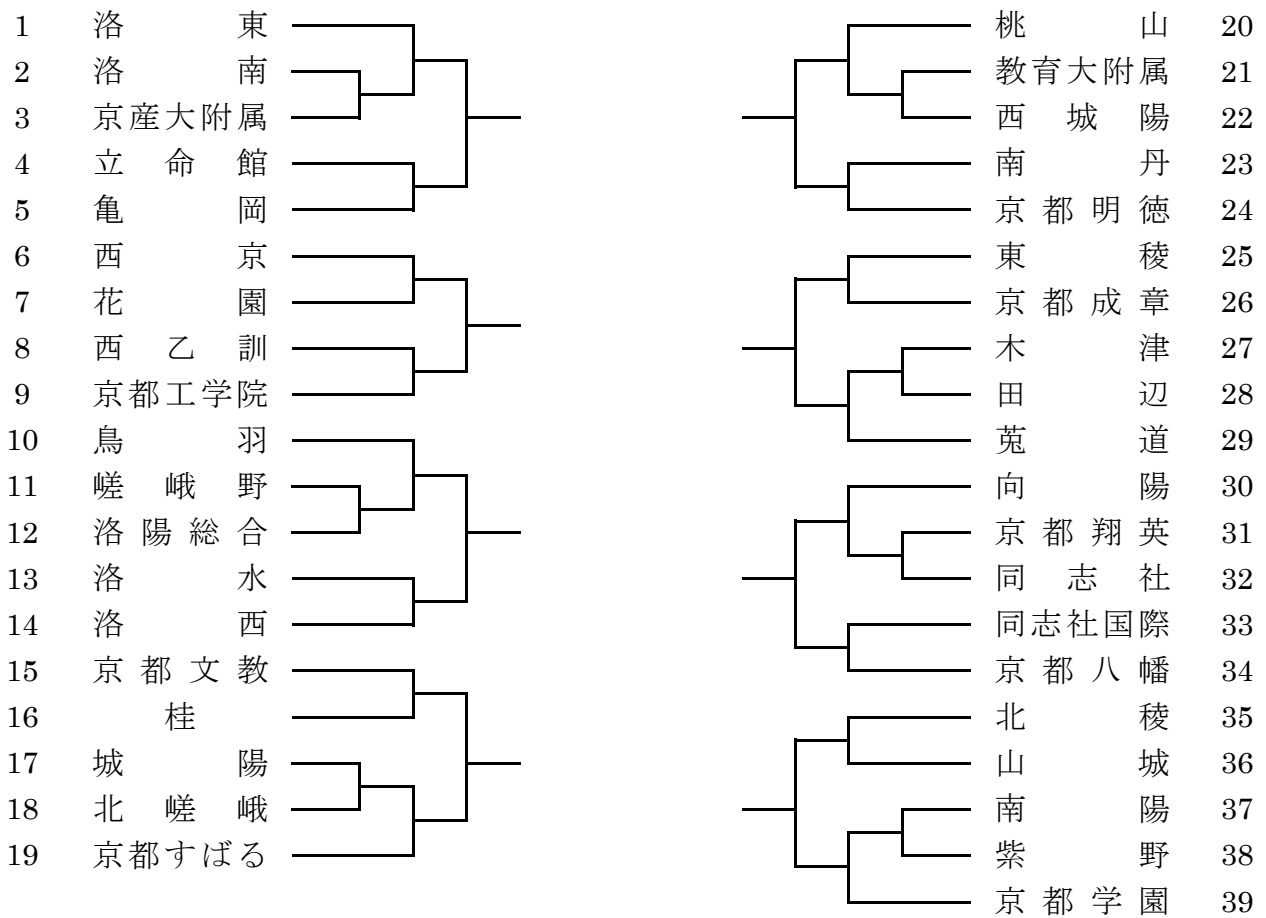 1 洛東
2 洛南
3 京産大附属
4 立命館
5 亀岡
6 西京
7 花園
8 西乙訓
9 京都工学院
10 鳥羽
11 嵯峨野
12 洛陽総合
13 洛水
14 洛西
15 京都文教
16 桂
17 城陽
18 北嵯峨
19 京都すばる
桃山 20
教育大附属 21
西城陽 22
南丹 23
京都明徳 24
東稜 25
京都成章 26
木津 27
田辺 28
莵道 29
向陽 30
京都翔英 31
同志社 32
同志社国際 33
京都八幡 34
北稜 35
山城 36
南陽 37
紫野 38
京都学園 39